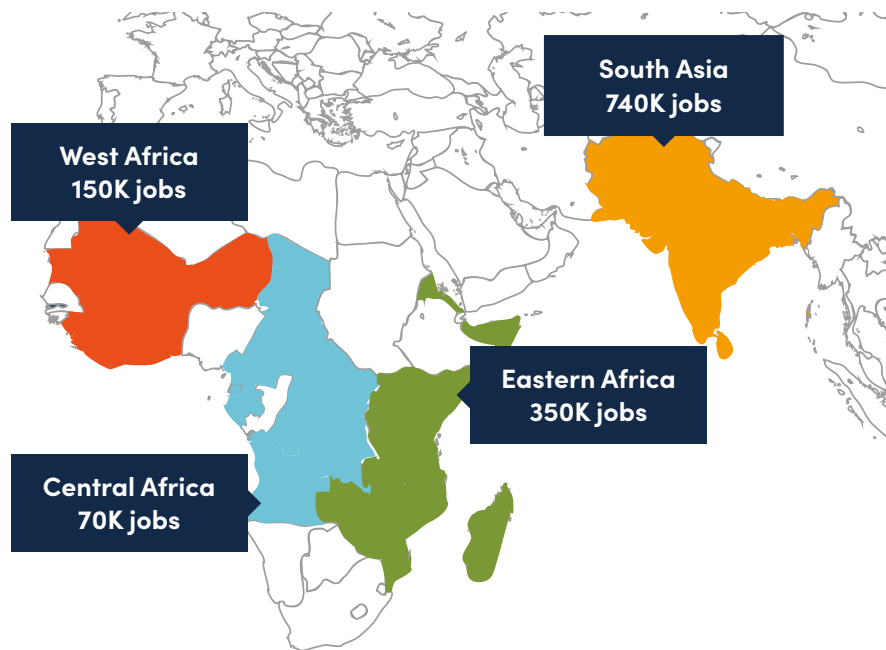 South Asia
740K jobs
West Africa
150K jobs
Eastern Africa
350K jobs
Central Africa
70K jobs